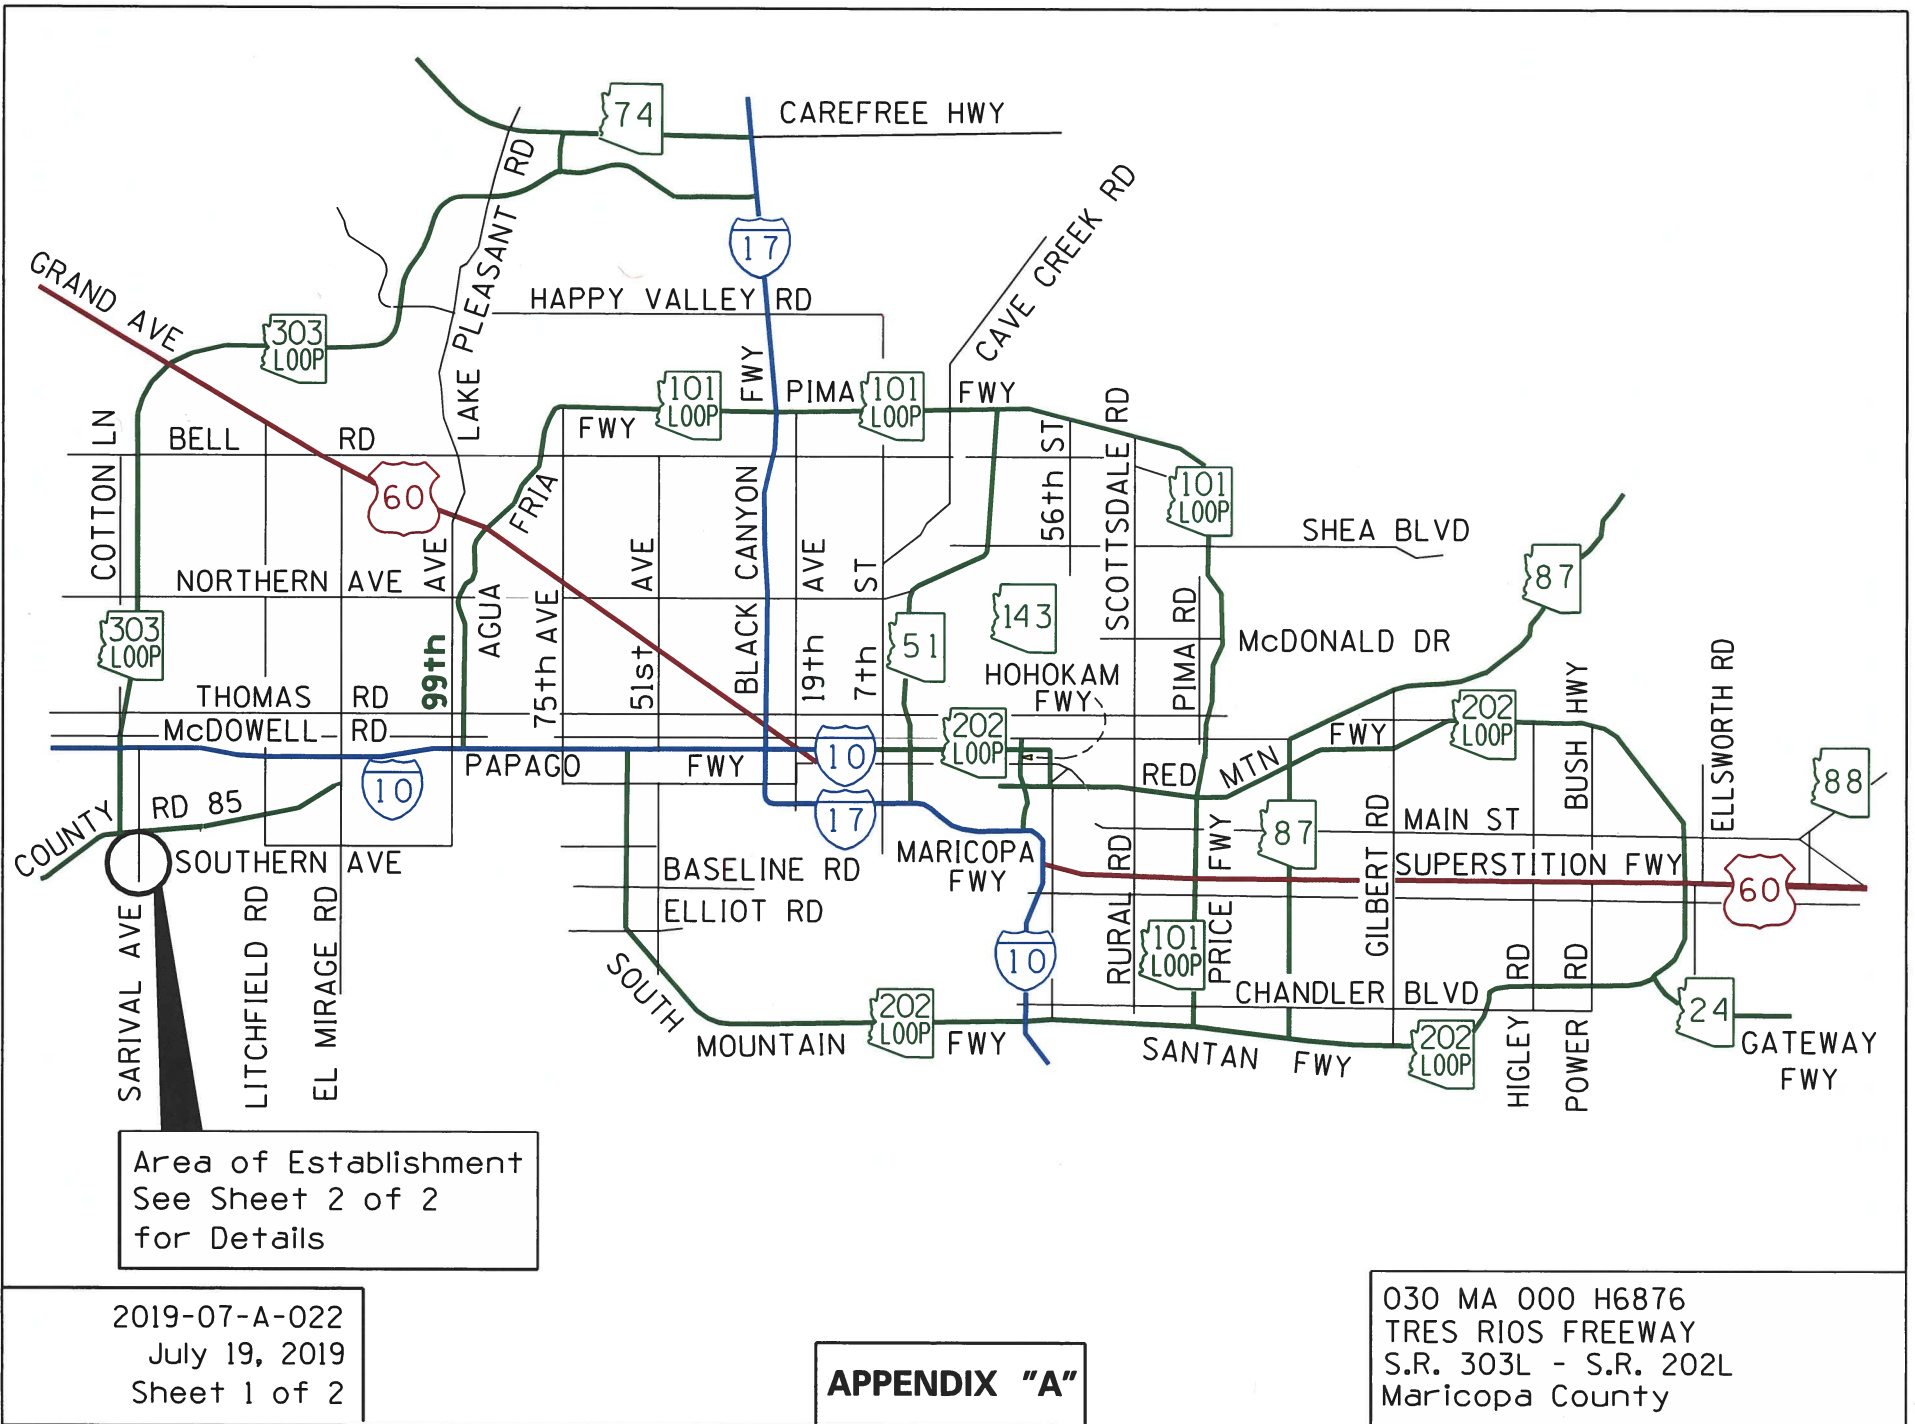 74
CAREFREE HWY
LAKE PLEASANT RD
17
CAVE CREEK RD
GRAND AVE
HAPPY VALLEY RD
303
LOOP
101
LOOP
FWY
PIMA
101
LOOP
FWY
FWY
COTTON LN
BELL RD
60
AGUA FRIA
56th ST
SCOTTSDALE RD
101
LOOP
SHEA BLVD
BLACK CANYON
NORTHERN AVE
99th AVE
75th AVE
51st AVE
19th AVE
7th ST
87
143
51
303
LOOP
PIMA RD
McDONALD DR
HOHOKAM
FWY
THOMAS RD
McDOWELL RD
BUSH HWY
ELLSWORTH RD
202
LOOP
FWY
202
LOOP
10
PAPAGO FWY
10
RED MTN
88
COUNTY RD 85
17
87
GILBERT RD
MAIN ST
SOUTHERN AVE
BASELINE RD
ELLIOT RD
MARICOPA
FWY
RURAL RD
PRICE FWY
SUPERSTITION FWY
60
SARIVAL AVE
LITCHFIELD RD
EL MIRAGE RD
10
101
LOOP
HIGLEY RD
POWER RD
CHANDLER BLVD
SOUTH
MOUNTAIN
202
LOOP
FWY
SANTAN FWY
202
LOOP
24
GATEWAY
FWY
Area of Establishment
See Sheet 2 of 2
for Details
2019-07-A-022
July 19, 2019
Sheet 1 of 2
APPENDIX "A"
030 MA 000 H6876
TRES RIOS FREEWAY
S.R. 303L - S.R. 202L
Maricopa County